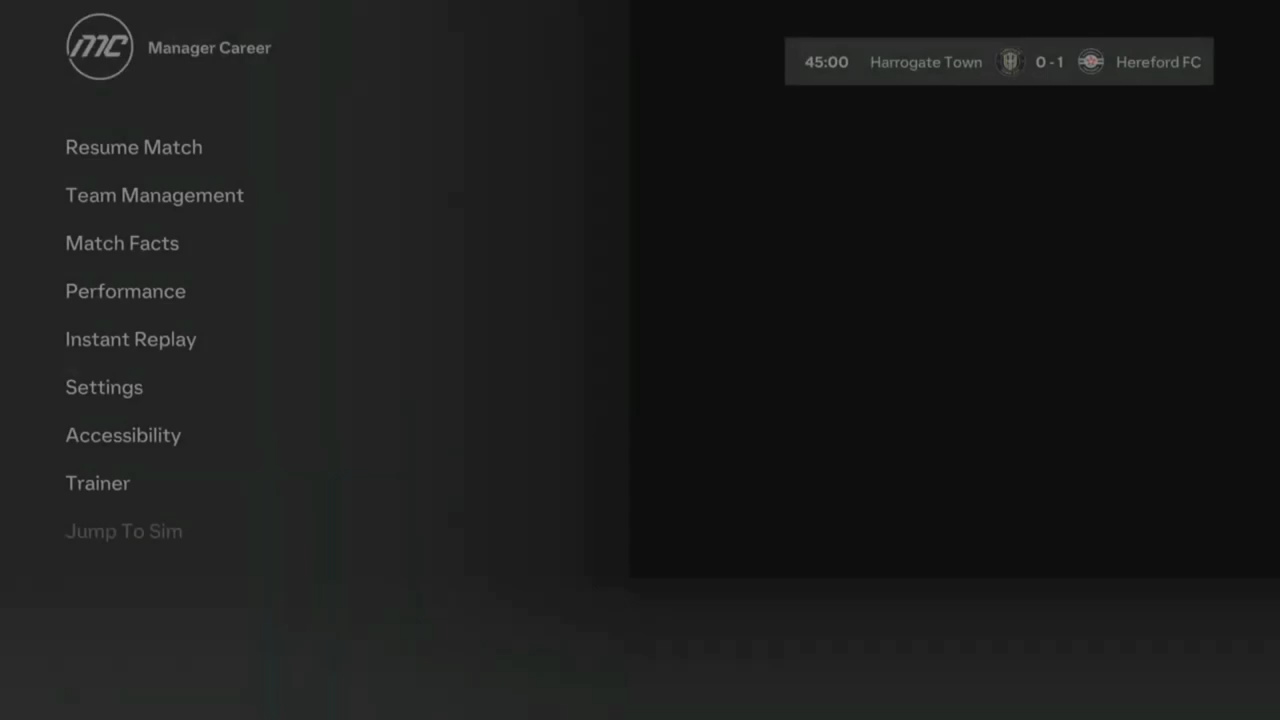 MC Manager Career
45:00 Harrogate Town 0 - 1 Hereford FC
Resume Match
Team Management
Match Facts
Performance
Instant Replay
Settings
Accessibility
Trainer
Jump To Sim